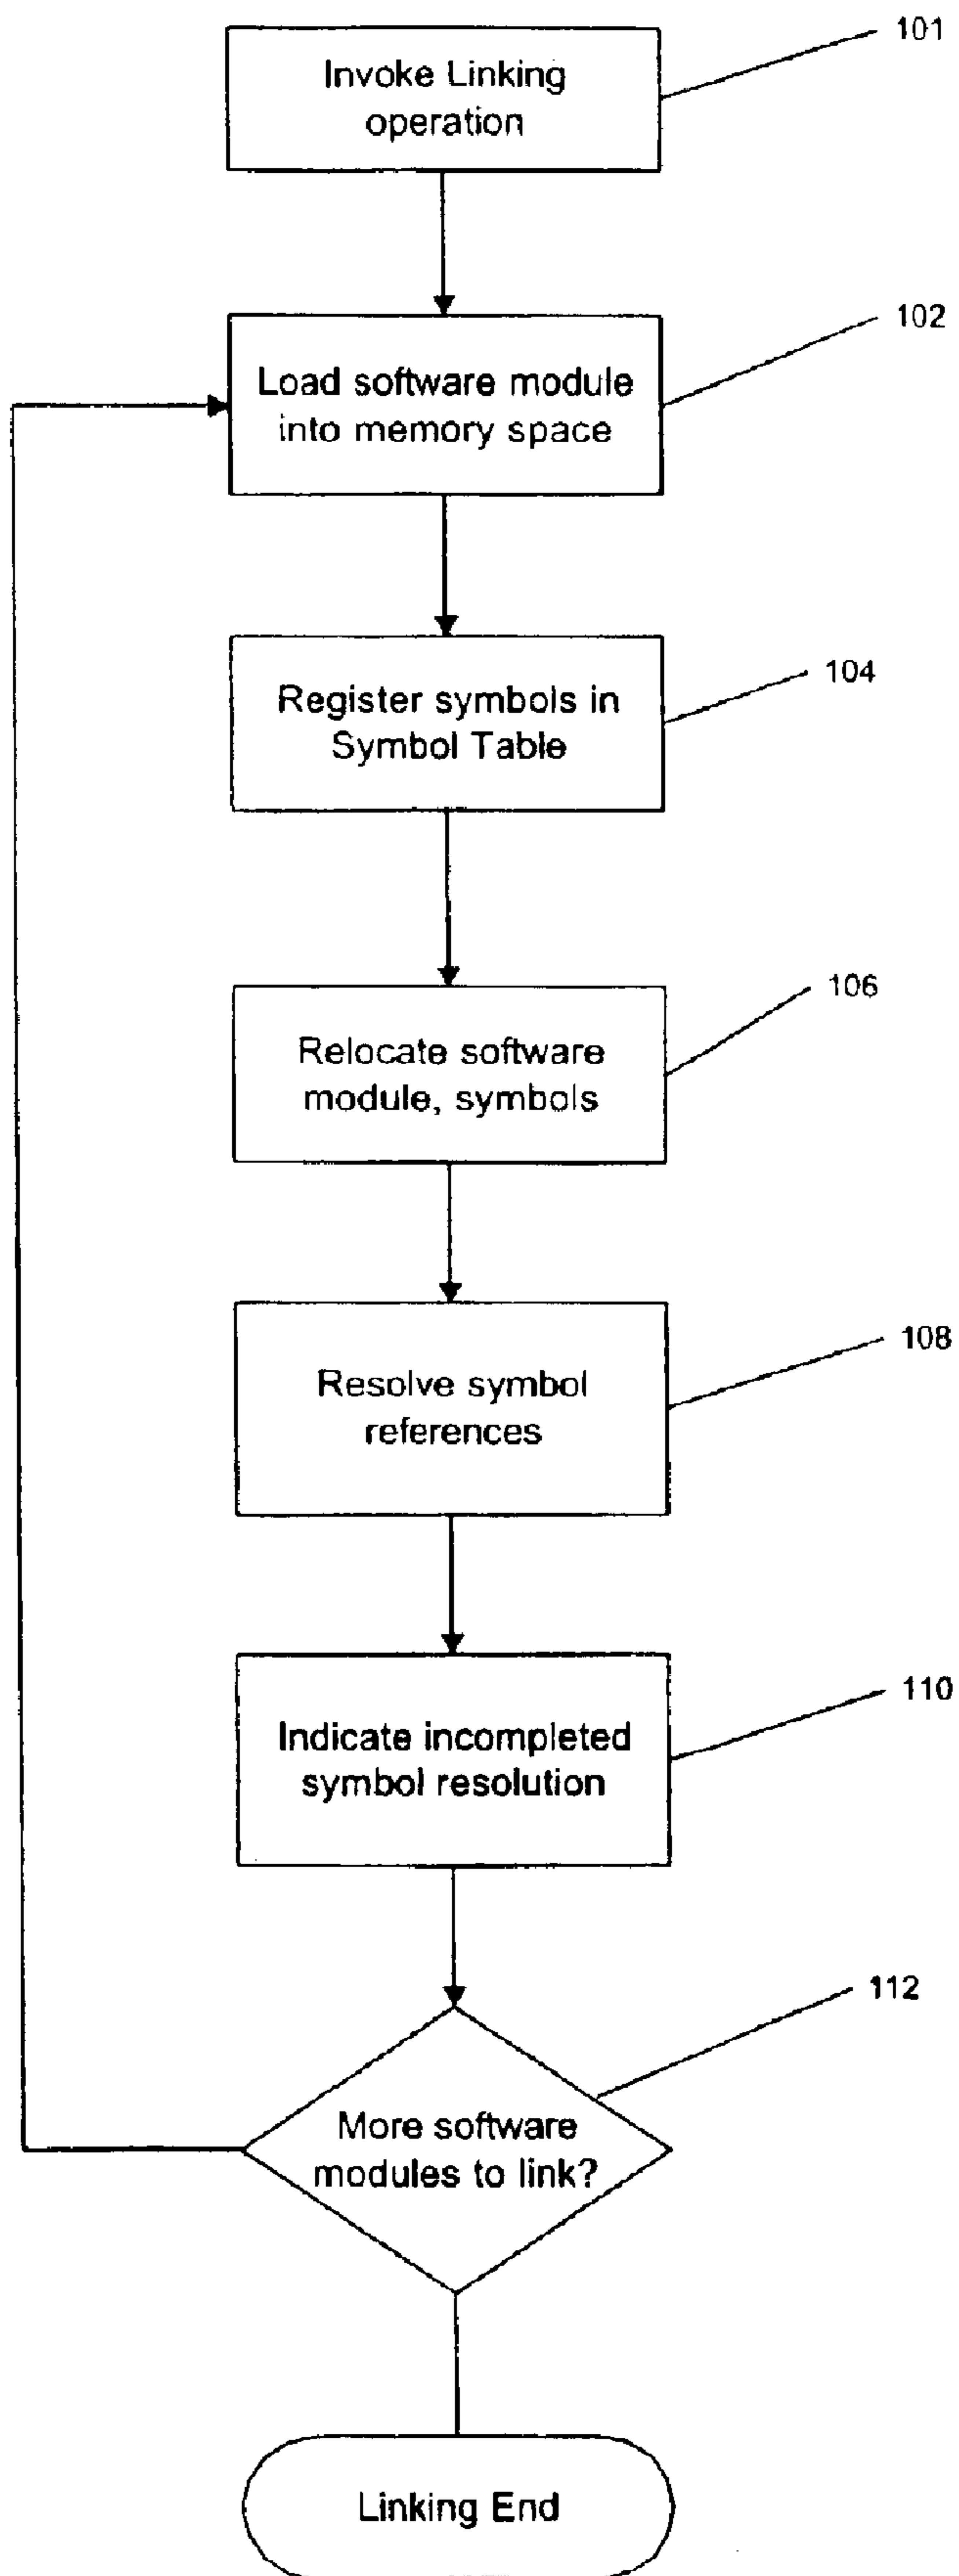 101
Invoke Linking
operation
102
Load software module
into memory space
104
Register symbols in
Symbol Table
106
Relocate software
module, symbols
108
Resolve symbol
references
110
Indicate incompleted
symbol resolution
112
More software
modules to link?
Linking End